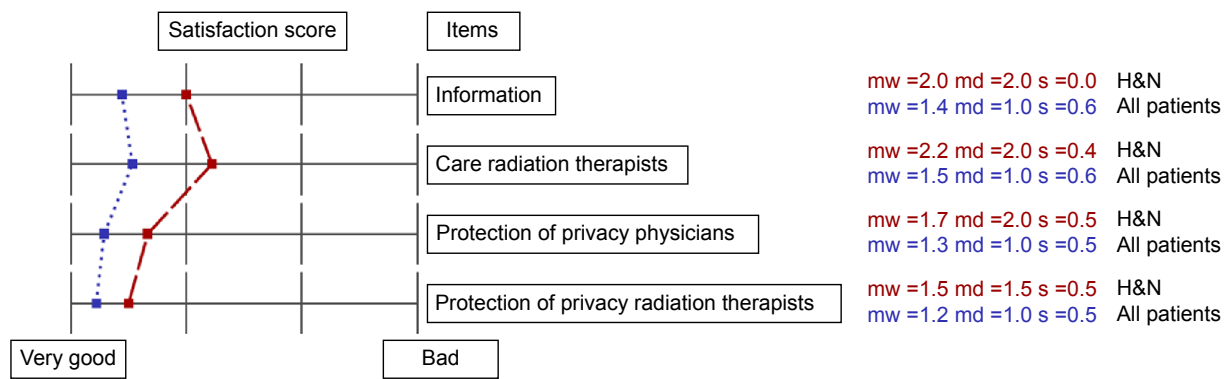 Satisfaction score
Items
Information
mw =2.0 md =2.0 s =0.0 H&N
mw =1.4 md =1.0 s =0.6 All patients
Care radiation therapists
mw =2.2 md =2.0 s =0.4 H&N
mw =1.5 md =1.0 s =0.6 All patients
Protection of privacy physicians
mw =1.7 md =2.0 s =0.5 H&N
mw =1.3 md =1.0 s =0.5 All patients
Protection of privacy radiation therapists
mw =1.5 md =1.5 s =0.5 H&N
mw =1.2 md =1.0 s =0.5 All patients
Very good
Bad